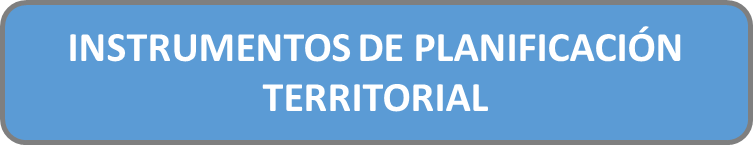 INSTRUMENTOS DE PLANIFICACIÓN
TERRITORIAL